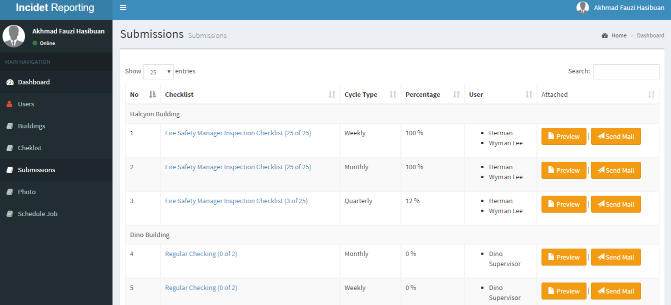 Incidet Reporting
Akhmad Fauzi Hasibuan
Akhmad Fauzi Hasibuan
Online
MAIN NAVIGATION
Dashboard
Users
Buildings
Cheklist
Submissions
Photo
Schedule Job
Submissions Submissions
Home > Dashboard
Show 25 entries
Search:
No Checklist Cycle Type Percentage User Attached
Halcyon Building
1 Fire Safety Manager Inspection Checklist (25 of 25) Weekly 100 % Herman Preview | Send Mail
Wyman Lee
2 Fire Safety Manager Inspection Checklist (25 of 25) Monthly 100 % Herman Preview | Send Mail
Wyman Lee
3 Fire Safety Manager Inspection Checklist (3 of 25) Quarterly 12 % Herman Preview | Send Mail
Wyman Lee
Dino Building
4 Regular Checking (0 of 2) Monthly 0 % Dino Preview | Send Mail
Supervisor
5 Regular Checking (0 of 2) Weekly 0 % Dino Preview | Send Mail
Supervisor